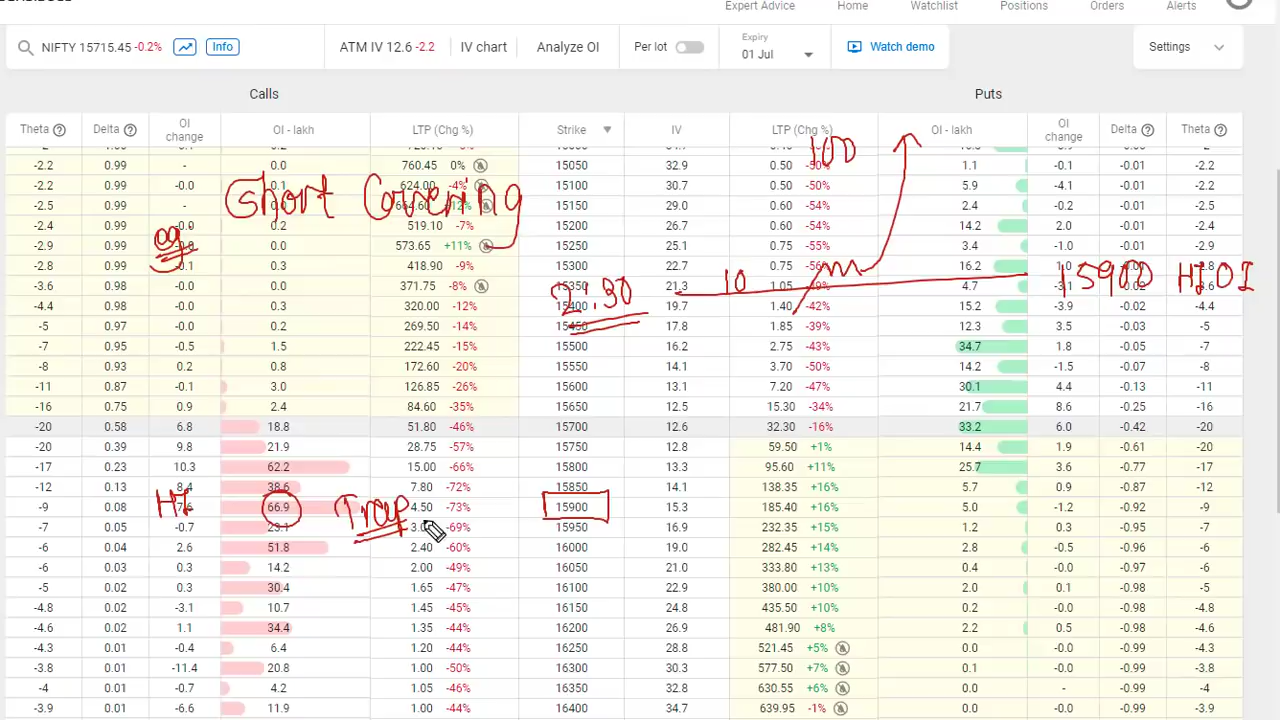 Expert Advice Home Watchlist Positions Orders Alerts
NIFTY 15715.45 -0.2% Info ATM IV 12.6 -2.2 IV chart Analyze OI Per lot Expiry 01 Jul Watch demo Settings
Calls Puts
Theta Delta OI change OI - lakh LTP (Chg %) Strike IV LTP (Chg %) OI - lakh OI change Delta Theta
-2.2 0.99 - 0.0 760.45 0% 15050 32.9 0.50 -50% 1.1 -0.1 -0.01 -2.2
100
-2.2 0.99 -0.0 0.1 624.00 -4% 15100 30.7 0.50 -50% 5.9 -4.1 -0.01 -2.2
Short Covering
-2.5 0.99 - 664.60 +12% 15150 29.0 0.60 -54% 2.4 -0.2 -0.01 -2.5
-2.4 0.99 -0.0 0.2 519.10 -7% 15200 26.7 0.60 -54% 14.2 2.0 -0.01 -2.4
-2.9 0.99 0.0 573.65 +11% 15250 25.1 0.75 -55% 3.4 -1.0 -0.01 -2.9
-2.8 0.99 -0.1 0.3 418.90 -9% 15300 22.7 0.75 -56% 16.2 1.0
10 15900 HI OI
-3.6 0.98 -0.0 0.3 371.75 -8% 15350 21.3 1.05 4.7 -3.6
2:30
-4.4 0.98 -0.0 0.2 320.00 -12% 15400 19.7 1.40 -42% 15.2 -3.9 -0.02 -4.4
-5 0.97 -0.0 0.2 269.50 -14% 15450 17.8 1.85 -39% 12.3 3.5 -0.03 -5
-7 0.95 -0.5 1.5 222.45 -15% 15500 16.2 2.75 -43% 34.7 1.8 -0.05 -7
-8 0.93 0.2 0.8 172.60 -20% 15550 14.1 3.70 -50% 14.2 -1.5 -0.07 -8
-11 0.87 -0.1 3.0 126.85 -26% 15600 13.1 7.20 -47% 30.1 4.4 -0.13 -11
-16 0.75 0.9 2.4 84.60 -35% 15650 12.5 15.30 -34% 21.7 8.6 -0.25 -16
-20 0.58 6.8 18.8 51.80 -46% 15700 12.6 32.30 -16% 33.2 6.0 -0.42 -20
-20 0.39 9.8 21.9 28.75 -57% 15750 12.8 59.50 +1% 14.4 1.9 -0.61 -20
-17 0.23 10.3 62.2 15.00 -66% 15800 13.3 95.60 +11% 25.7 3.6 -0.77 -17
-12 0.13 8.4 38.6 7.80 -72% 15850 14.1 138.35 +16% 5.7 0.9 -0.87 -12
HI Trap
-9 0.08 7.6 66.9 4.50 -73% 15900 15.3 185.40 +16% 5.0 -1.2 -0.92 -9
-7 0.05 -0.7 23.1 -69% 15950 16.9 232.35 +15% 1.2 0.3 -0.95 -7
-6 0.04 2.6 51.8 2.40 -60% 16000 19.0 282.45 +14% 2.8 -0.5 -0.96 -6
-6 0.03 0.3 14.2 2.00 -49% 16050 21.0 333.80 +13% 0.4 -0.0 -0.97 -6
-5 0.02 0.3 30.4 1.65 -47% 16100 22.9 380.00 +10% 2.0 0.1 -0.98 -5
-4.8 0.02 -3.1 10.7 1.45 -45% 16150 24.8 435.50 +10% 0.2 -0.0 -0.98 -4.8
-4.6 0.02 1.1 34.4 1.35 -44% 16200 26.9 481.90 +8% 2.2 0.5 -0.98 -4.6
-4.3 0.01 -0.4 6.4 1.20 -44% 16250 28.8 521.45 +5% 0.0 -0.0 -0.99 -4.3
-3.8 0.01 -11.4 20.8 1.00 -50% 16300 30.3 577.50 +7% 0.1 -0.0 -0.99 -3.8
-4 0.01 -0.7 4.2 1.05 -46% 16350 32.8 630.55 +6% 0.0 - -0.99 -4
-3.9 0.01 -6.6 11.9 1.00 -44% 16400 34.7 639.95 -1% 0.0 -0.0 -0.99 -3.9